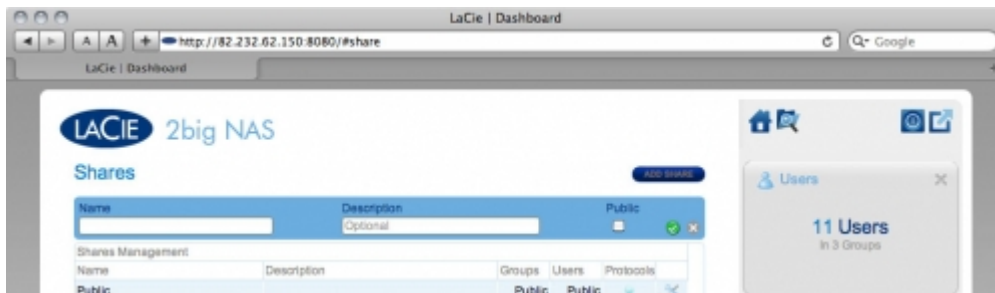 LaCie | Dashboard
A A + http://82.232.62.150:8080/#share Google
LaCie | Dashboard
LACIE 2big NAS
Shares ADD SHARE
Users
Name Description Public
Optional
11 Users
In 3 Groups
Shares Management
Name Description Groups Users Protocols
Public Public Public